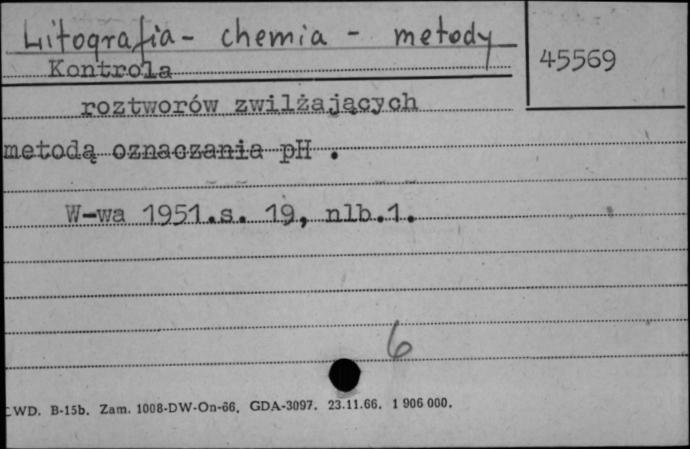 Litografia - chemia - metody
45569
Kontrola
roztworów zwilżających
metodą oznaczania pH .
W-wa 1951.s. 19, nlb.1.
6
WD. B-15b. Zam. 1008-DW-On-66. GDA-3097. 23.11.66. 1 906 000.